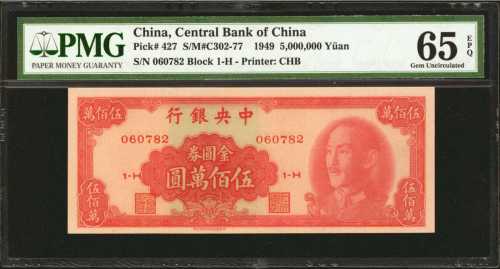 PMG
PAPER MONEY GUARANTY
China, Central Bank of China
Pick# 427 S/M#C302-77 1949 5,000,000 Yüan
S/N 060782 Block 1-H - Printer: CHB
65 EPQ
Gem Uncirculated
萬佰伍
行銀央中
伍佰萬
060782
060782
金圓券
1-H
伍佰萬圓
1-H
伍佰萬
伍佰萬